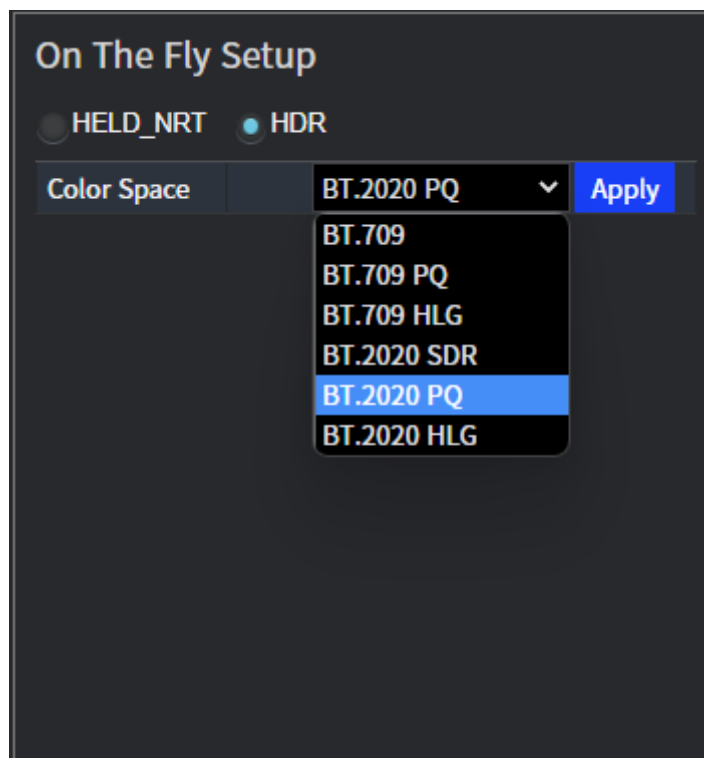 On The Fly Setup
HELD_NRT HDR
Color Space BT.2020 PQ Apply
BT.709
BT.709 PQ
BT.709 HLG
BT.2020 SDR
BT.2020 PQ
BT.2020 HLG